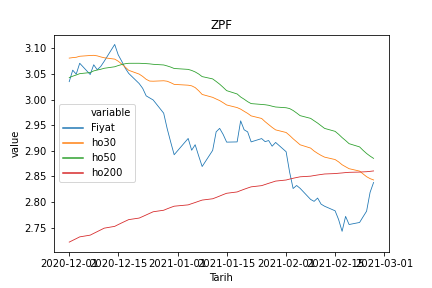 ZPF
value
3.10
3.05
3.00
2.95
2.90
2.85
2.80
2.75
variable
Fiyat
ho30
ho50
ho200
2020-12-01
2020-12-15
2021-01-01
2021-01-15
2021-02-01
2021-02-15
2021-03-01
Tarih